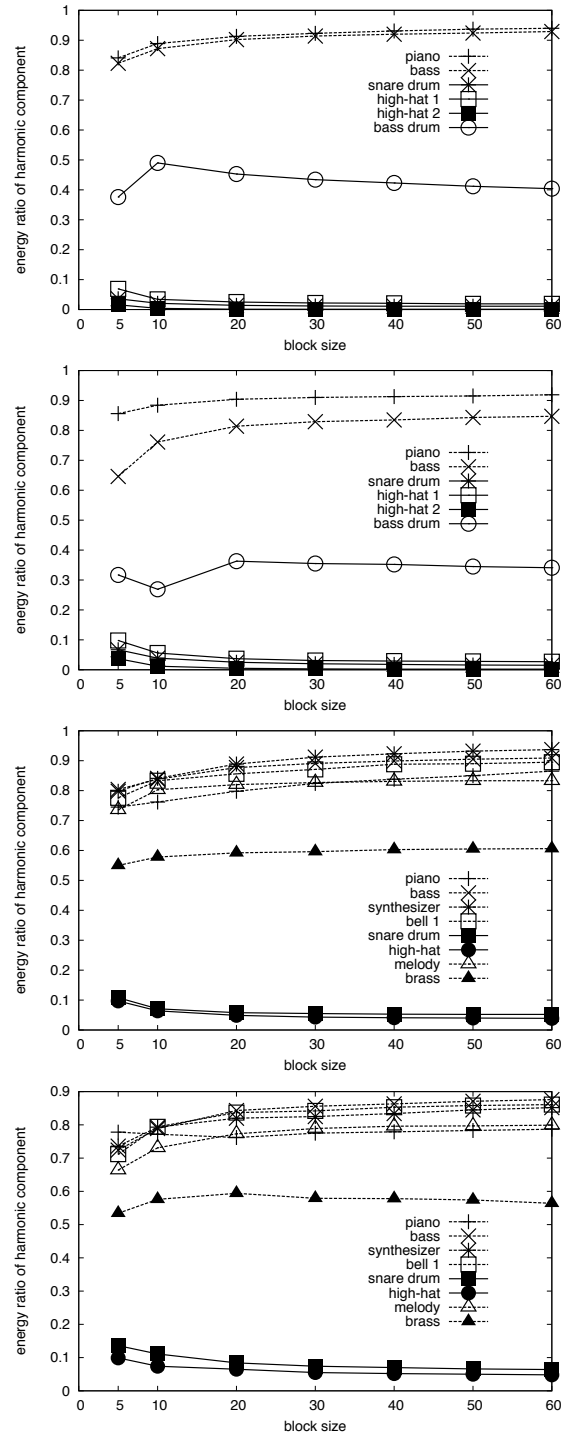 1
0.9
0.8
0.7
0.6
0.5
0.4
0.3
0.2
0.1
0
energy ratio of harmonic component
piano
bass
snare drum
high-hat 1
high-hat 2
bass drum
0 5 10 20 30 40 50 60
block size
1
0.9
0.8
0.7
0.6
0.5
0.4
0.3
0.2
0.1
0
energy ratio of harmonic component
piano
bass
snare drum
high-hat 1
high-hat 2
bass drum
0 5 10 20 30 40 50 60
block size
1
0.9
0.8
0.7
0.6
0.5
0.4
0.3
0.2
0.1
0
energy ratio of harmonic component
piano
bass
synthesizer
bell 1
snare drum
high-hat
melody
brass
0 5 10 20 30 40 50 60
block size
0.9
0.8
0.7
0.6
0.5
0.4
0.3
0.2
0.1
0
energy ratio of harmonic component
piano
bass
synthesizer
bell 1
snare drum
high-hat
melody
brass
0 5 10 20 30 40 50 60
block size